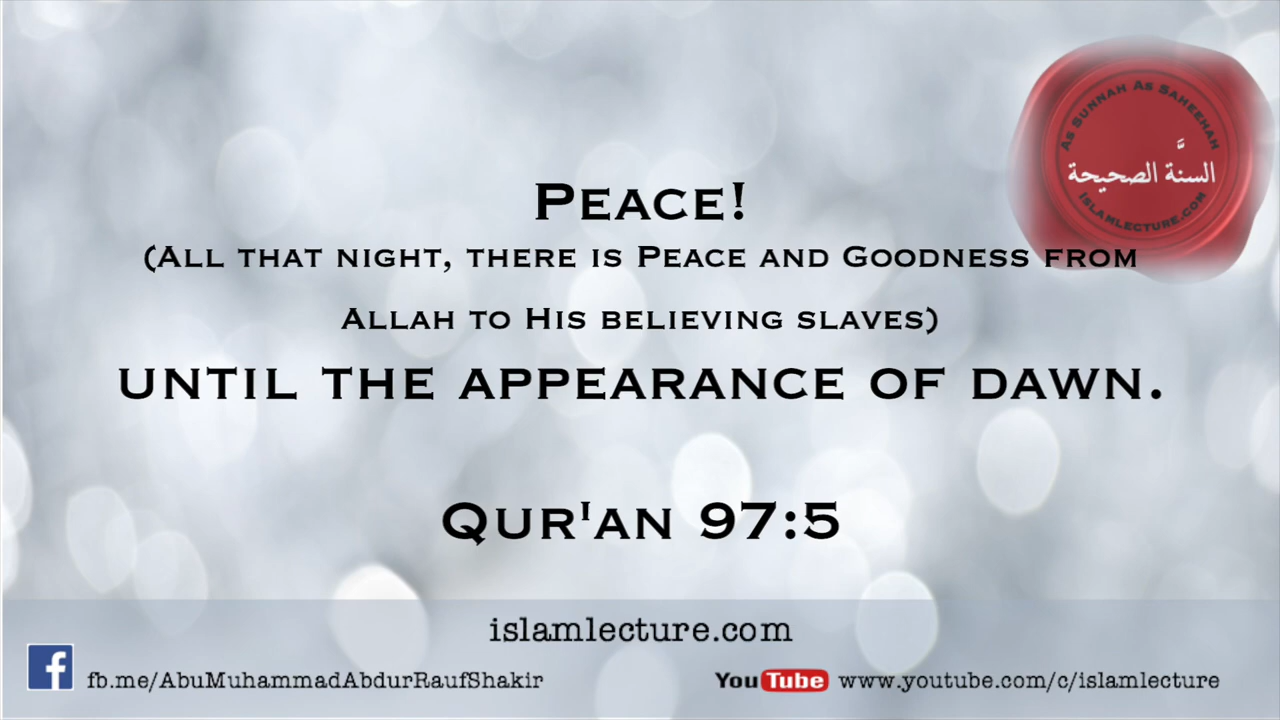 As Sunnah As Saheehah
السنَّة الصحيحة
islamlecture.com
Peace!
(All that night, there is Peace and Goodness from
Allah to His believing slaves)
until the appearance of dawn.
Qur'an 97:5
islamlecture.com
f fb.me/AbuMuhammadAbdurRaufShakir
YouTube www.youtube.com/c/islamlecture